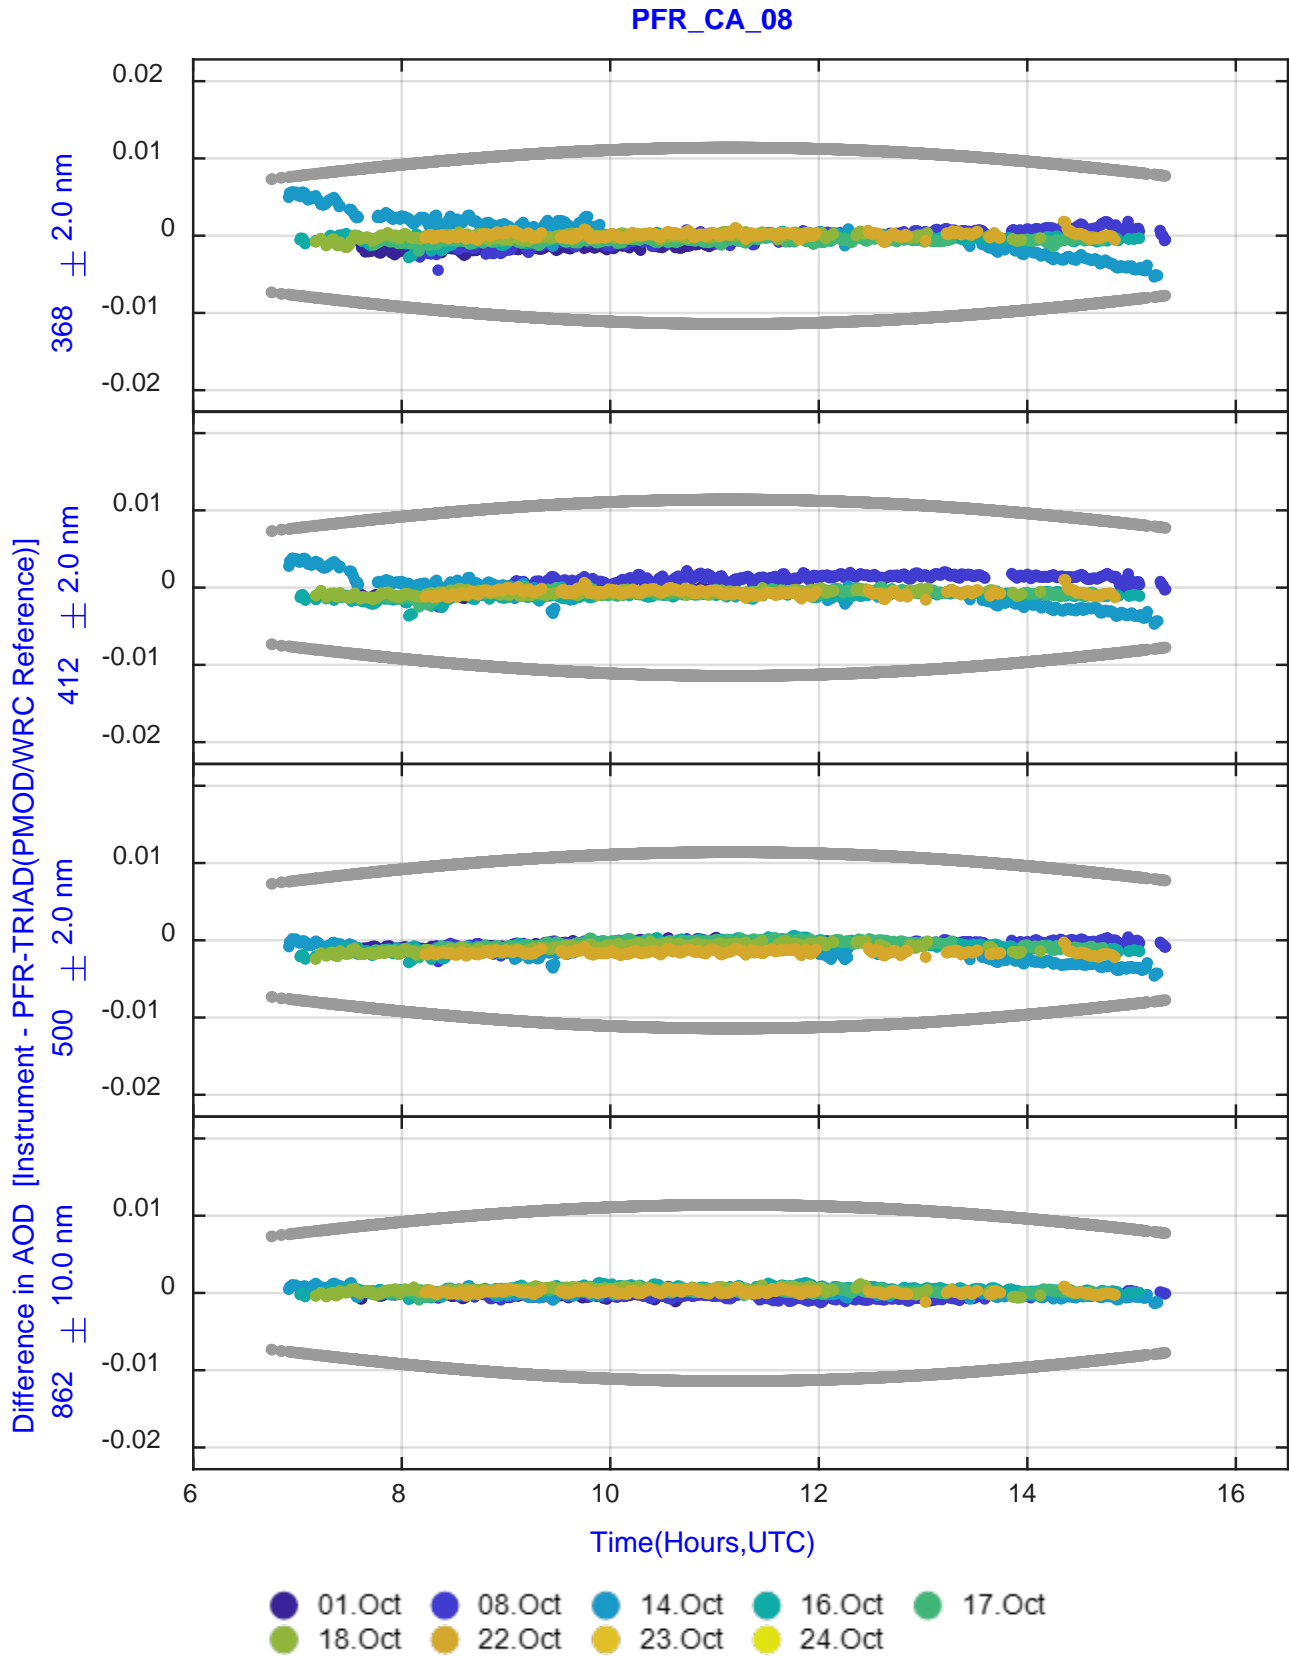 PFR_CA_08
0.02
0.01
0
-0.01
-0.02
368 ± 2.0 nm
0.01
0
-0.01
-0.02
412 ± 2.0 nm
0.01
0
-0.01
-0.02
500 ± 2.0 nm
0.01
0
-0.01
-0.02
862 ± 10.0 nm
Difference in AOD [Instrument - PFR-TRIAD(PMOD/WRC Reference)]
6 8 10 12 14 16
Time(Hours,UTC)
01.Oct 08.Oct 14.Oct 16.Oct 17.Oct
18.Oct 22.Oct 23.Oct 24.Oct